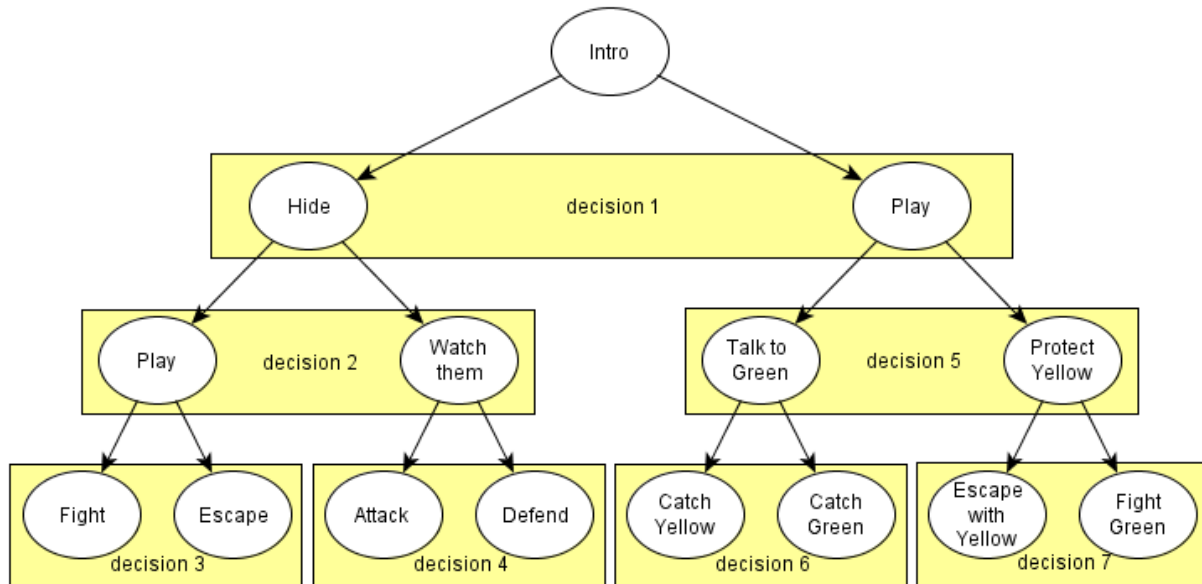 Intro
Hide
decision 1
Play
Play
decision 2
Watch
them
Talk to
Green
decision 5
Protect
Yellow
Fight
Escape
decision 3
Attack
Defend
decision 4
Catch
Yellow
Catch
Green
decision 6
Escape
with
Yellow
Fight
Green
decision 7